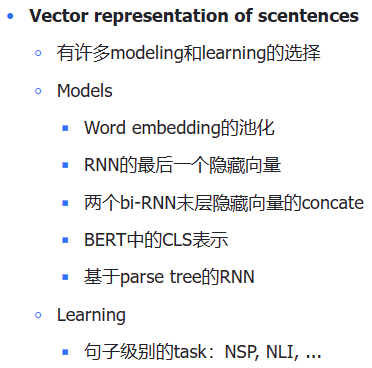 Vector representation of scentences
有许多modeling和learning的选择
Models
Word embedding的池化
RNN的最后一个隐藏向量
两个bi-RNN末层隐藏向量的concate
BERT中的CLS表示
基于parse tree的RNN
Learning
句子级别的task：NSP, NLI, ...